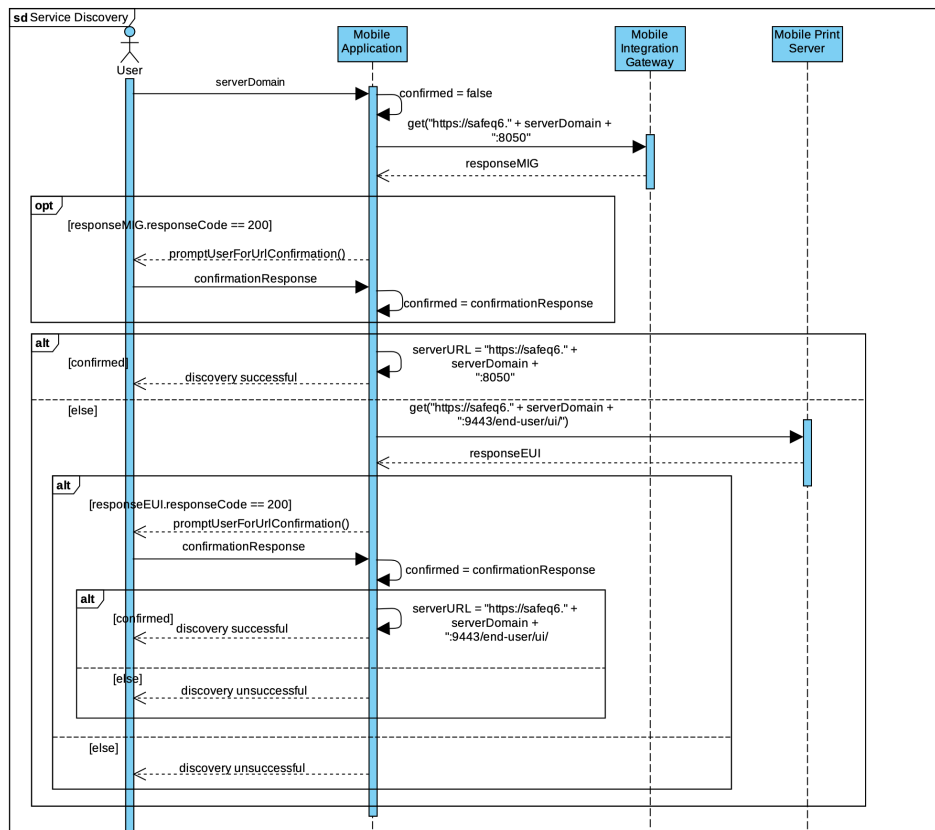 sd Service Discovery
User
Mobile
Application
Mobile
Integration
Gateway
Mobile Print
Server
serverDomain
confirmed = false
get("https://safeq6." + serverDomain +
":8050"
responseMIG
opt
[responseMIG.responseCode == 200]
promptUserForUrlConfirmation()
confirmationResponse
confirmed = confirmationResponse
alt
[confirmed]
serverURL = "https://safeq6." +
serverDomain +
":8050"
discovery successful
[else]
get("https://safeq6." + serverDomain +
":9443/end-user/ui/")
responseEUI
alt
[responseEUI.responseCode == 200]
promptUserForUrlConfirmation()
confirmationResponse
confirmed = confirmationResponse
alt
[confirmed]
serverURL = "https://safeq6." +
serverDomain +
":9443/end-user/ui/
discovery successful
[else]
discovery unsuccessful
[else]
discovery unsuccessful